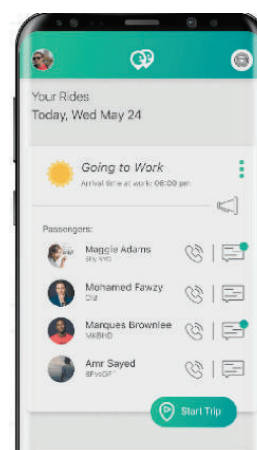 Your Rides
Today, Wed May 24
Going to Work
Arrival time at work: 06:00 pm
Passengers:
Maggie Adams
Mohamed Fawzy
Marques Brownlee
MKBHD
Amr Sayed
Start Trip